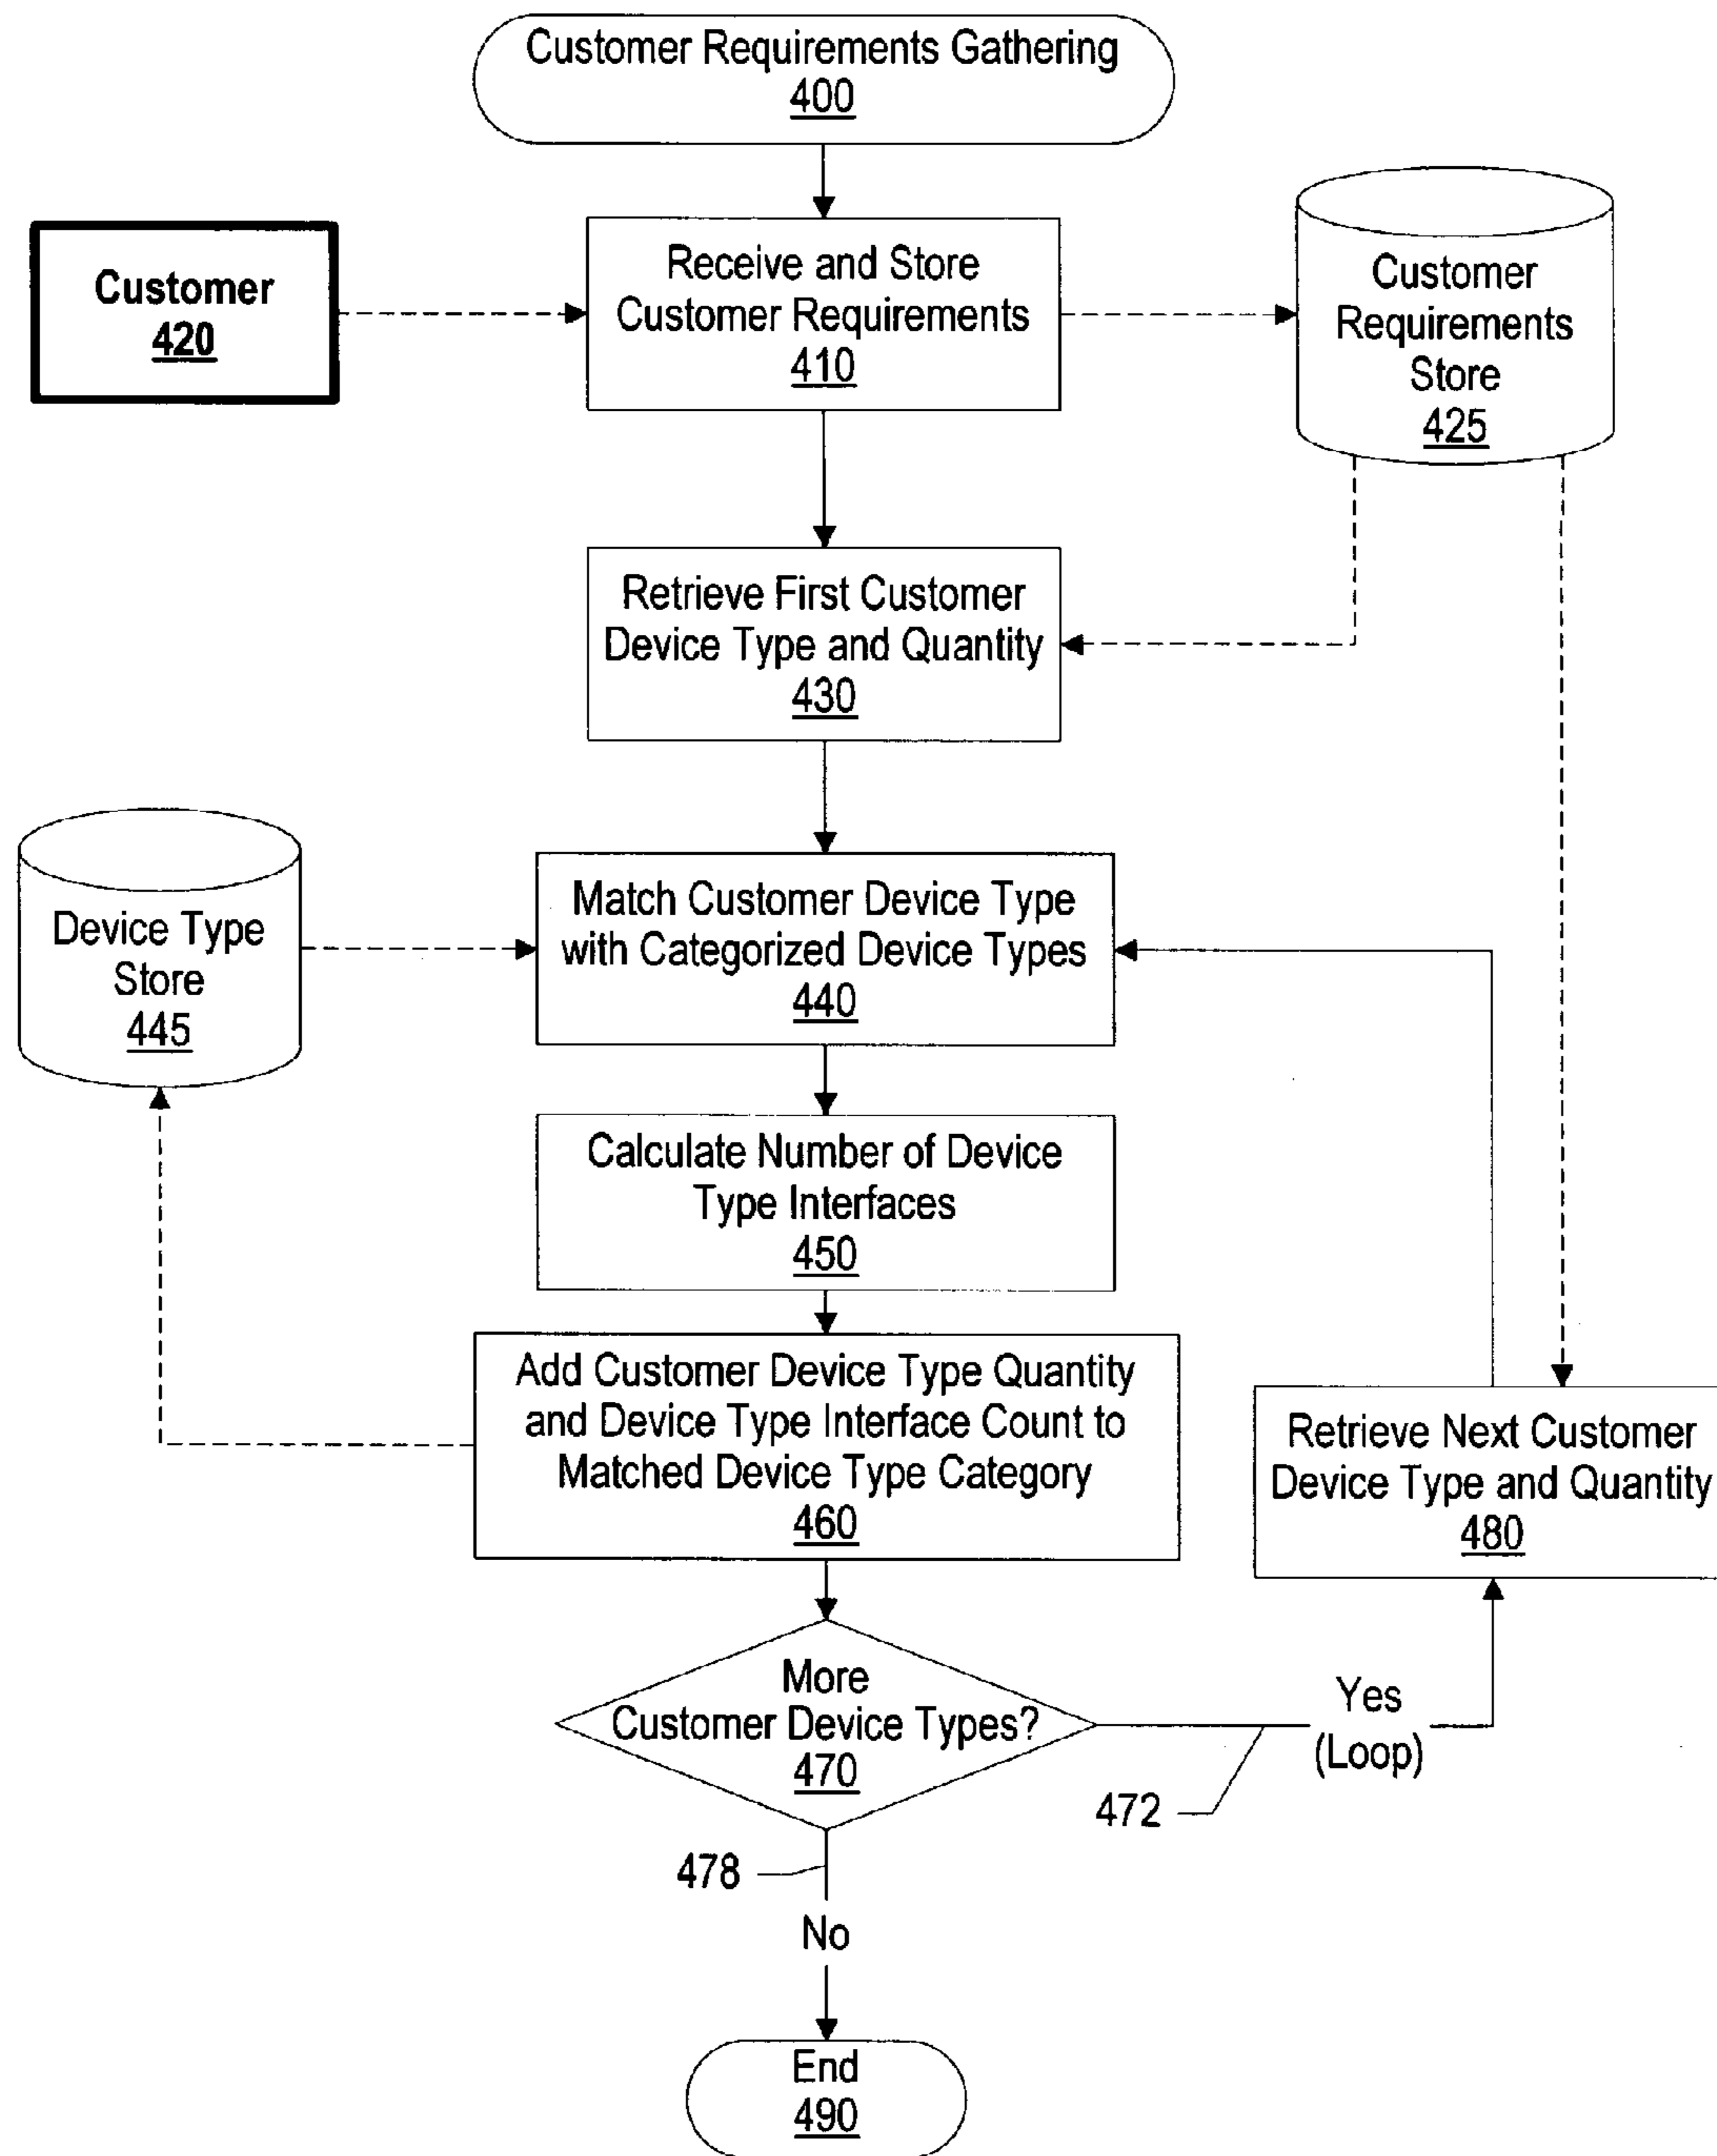 Customer Requirements Gathering
400
Customer
420
Receive and Store
Customer Requirements
410
Customer
Requirements
Store
425
Retrieve First Customer
Device Type and Quantity
430
Device Type
Store
445
Match Customer Device Type
with Categorized Device Types
440
Calculate Number of Device
Type Interfaces
450
Add Customer Device Type Quantity
and Device Type Interface Count to
Matched Device Type Category
460
Retrieve Next Customer
Device Type and Quantity
480
More
Customer Device Types?
470
Yes
(Loop)
472
478
No
End
490